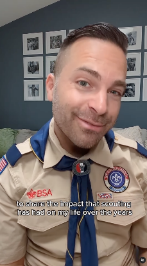 BSA
to share the impact that scouting
has had on my life over the years